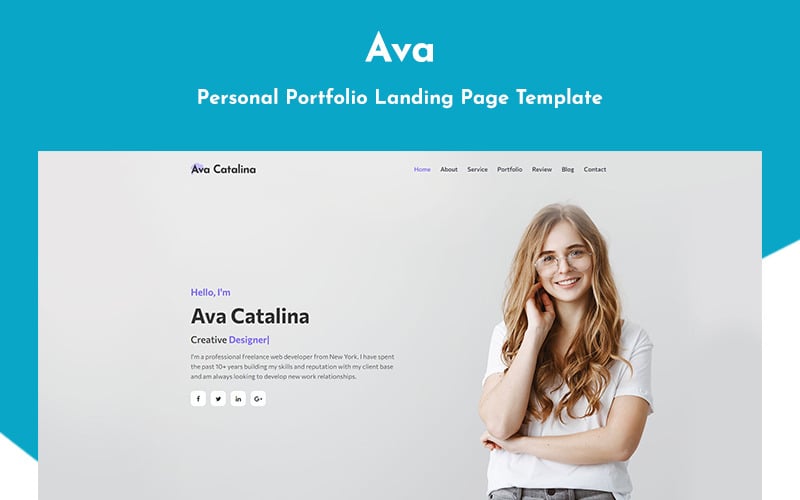 Ava
Personal Portfolio Landing Page Template
Ava Catalina
Home About Service Portfolio Review Blog Contact
Hello, I'm
Ava Catalina
Creative Designer|
I'm a professional freelance web developer from New York. I have spent
the past 10+ years building my skills and reputation with my client base
and am always looking to develop new work relationships.
f in G+